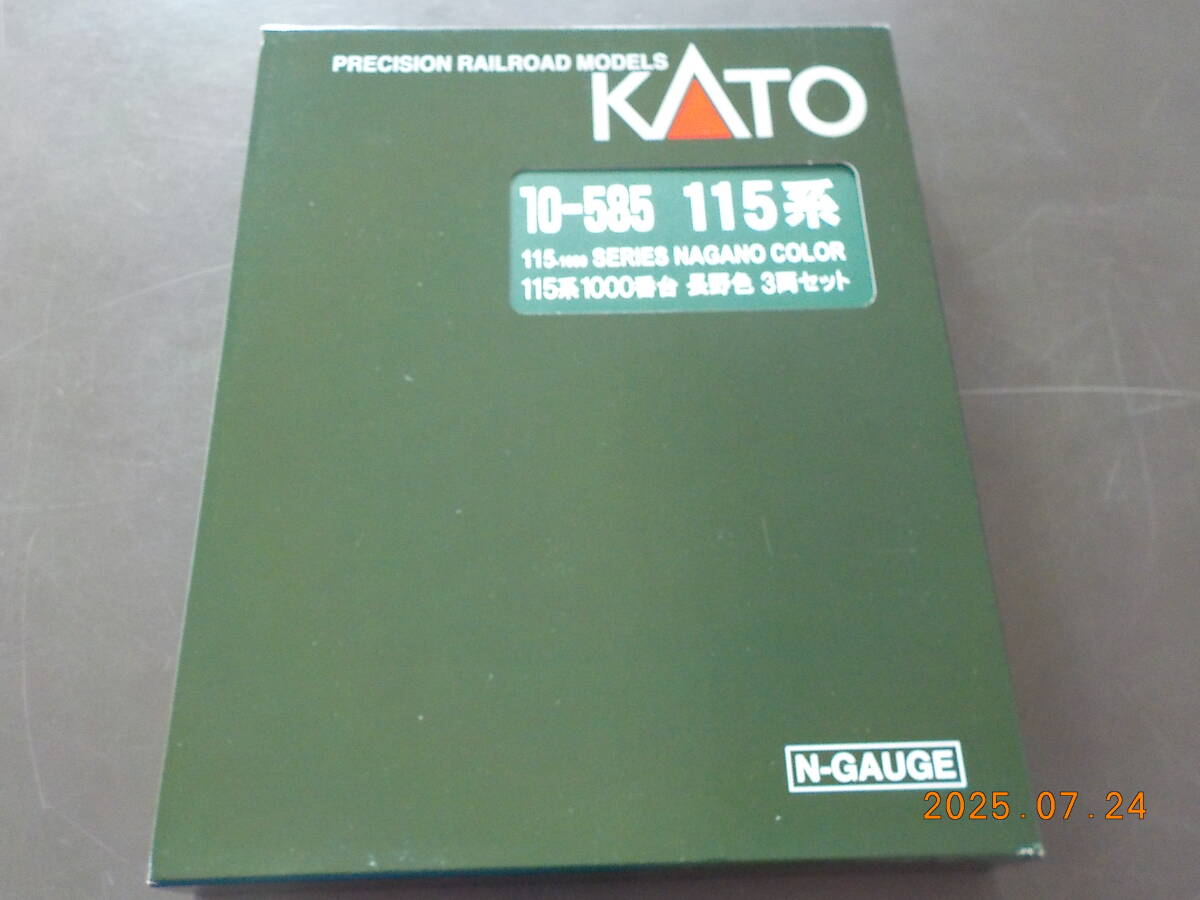 PRECISION RAILROAD MODELS
KATO
10-585 115系
115-1000 SERIES NAGANO COLOR
115系1000番台 長野色 3両セット
N-GAUGE
2025.07.24